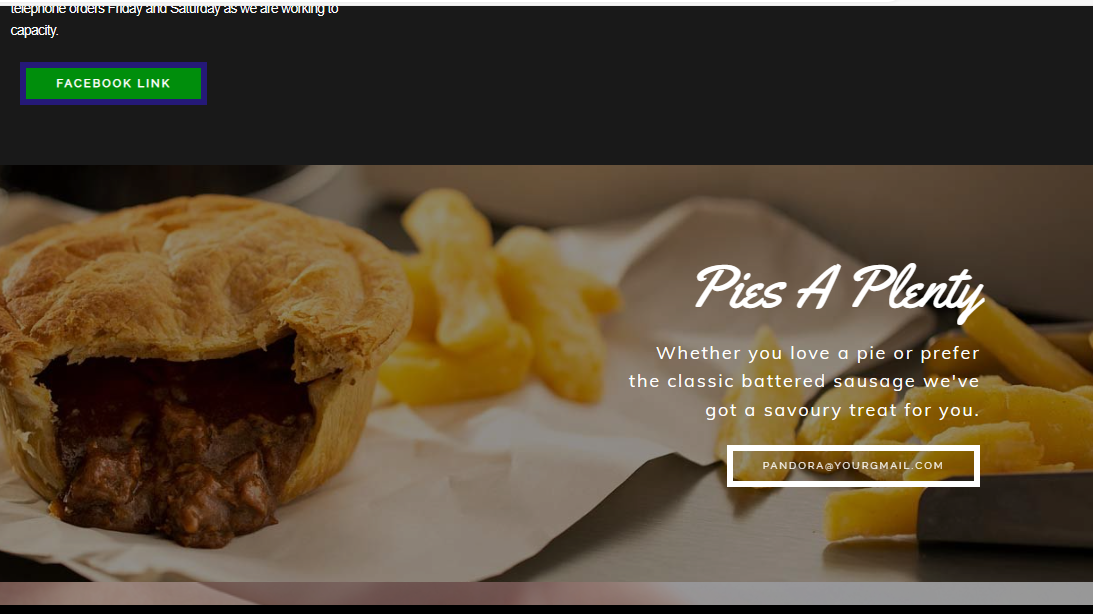 telephone orders Friday and Saturday as we are working to
capacity.
FACEBOOK LINK
Pies A Plenty
Whether you love a pie or prefer
the classic battered sausage we've
got a savoury treat for you.
PANDORA@YOURGMAIL.COM